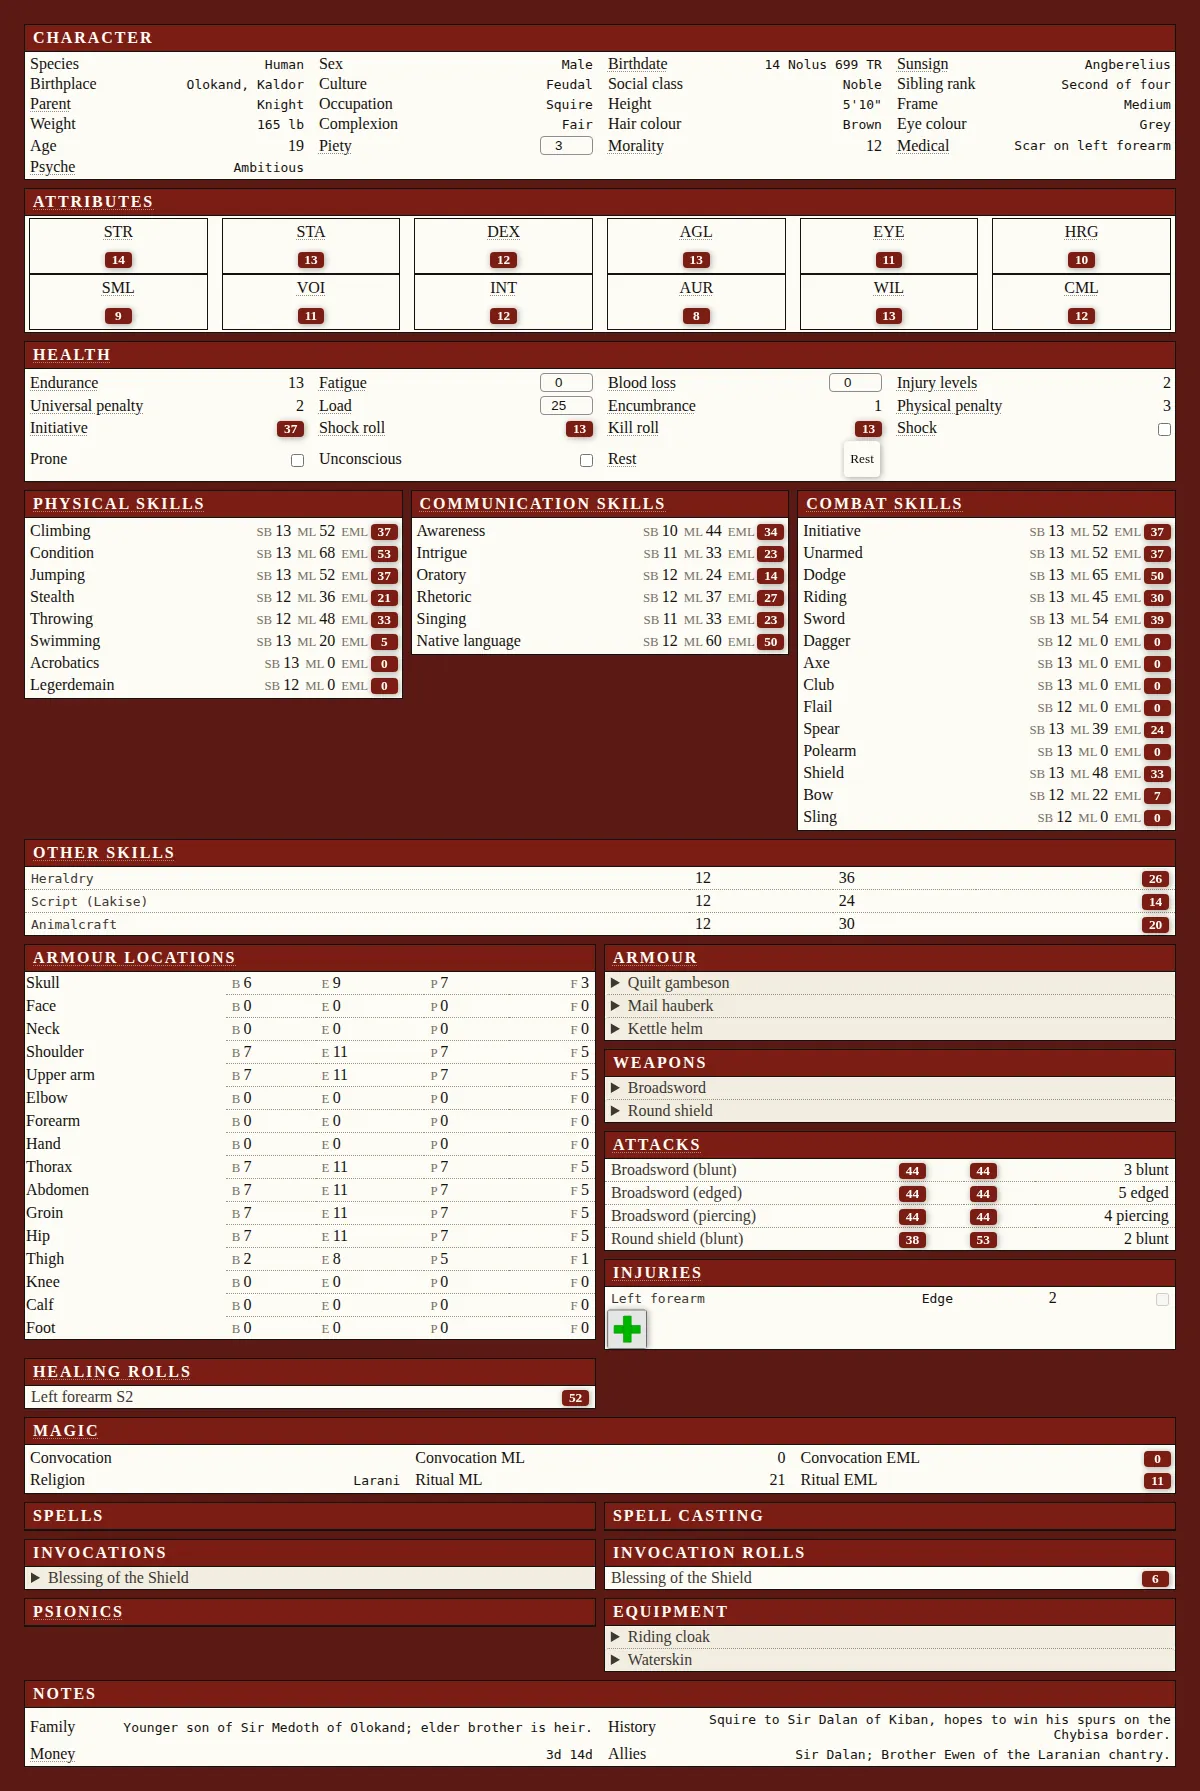 CHARACTER
Species Human Sex Male Birthdate 14 Nolus 699 TR Sunsign Angberelius
Birthplace Olokand, Kaldor Culture Feudal Social class Noble Sibling rank Second of four
Parent Knight Occupation Squire Height 5'10" Frame Medium
Weight 165 lb Complexion Fair Hair colour Brown Eye colour Grey
Age 19 Piety 3 Morality 12 Medical Scar on left forearm
Psyche Ambitious
ATTRIBUTES
STR STA DEX AGL EYE HRG
14 13 12 13 11 10
SML VOI INT AUR WIL CML
9 11 12 8 13 12
HEALTH
Endurance 13 Fatigue 0 Blood loss 0 Injury levels 2
Universal penalty 2 Load 25 Encumbrance 1 Physical penalty 3
Initiative 37 Shock roll 13 Kill roll 13 Shock
Prone Unconscious Rest Rest
PHYSICAL SKILLS
Climbing SB 13 ML 52 EML 37
Condition SB 13 ML 68 EML 53
Jumping SB 13 ML 52 EML 37
Stealth SB 12 ML 36 EML 21
Throwing SB 12 ML 48 EML 33
Swimming SB 13 ML 20 EML 5
Acrobatics SB 13 ML 0 EML 0
Legerdemain SB 12 ML 0 EML 0
COMMUNICATION SKILLS
Awareness SB 10 ML 44 EML 34
Intrigue SB 11 ML 33 EML 23
Oratory SB 12 ML 24 EML 14
Rhetoric SB 12 ML 37 EML 27
Singing SB 11 ML 33 EML 23
Native language SB 12 ML 60 EML 50
COMBAT SKILLS
Initiative SB 13 ML 52 EML 37
Unarmed SB 13 ML 52 EML 37
Dodge SB 13 ML 65 EML 50
Riding SB 13 ML 45 EML 30
Sword SB 13 ML 54 EML 39
Dagger SB 12 ML 0 EML 0
Axe SB 13 ML 0 EML 0
Club SB 13 ML 0 EML 0
Flail SB 12 ML 0 EML 0
Spear SB 13 ML 39 EML 24
Polearm SB 13 ML 0 EML 0
Shield SB 13 ML 48 EML 33
Bow SB 12 ML 22 EML 7
Sling SB 12 ML 0 EML 0
OTHER SKILLS
Heraldry 12 36 26
Script (Lakise) 12 24 14
Animalcraft 12 30 20
ARMOUR LOCATIONS
Skull B 6 E 9 P 7 F 3
Face B 0 E 0 P 0 F 0
Neck B 0 E 0 P 0 F 0
Shoulder B 7 E 11 P 7 F 5
Upper arm B 7 E 11 P 7 F 5
Elbow B 0 E 0 P 0 F 0
Forearm B 0 E 0 P 0 F 0
Hand B 0 E 0 P 0 F 0
Thorax B 7 E 11 P 7 F 5
Abdomen B 7 E 11 P 7 F 5
Groin B 7 E 11 P 7 F 5
Hip B 7 E 11 P 7 F 5
Thigh B 2 E 8 P 5 F 1
Knee B 0 E 0 P 0 F 0
Calf B 0 E 0 P 0 F 0
Foot B 0 E 0 P 0 F 0
ARMOUR
Quilt gambeson
Mail hauberk
Kettle helm
WEAPONS
Broadsword
Round shield
ATTACKS
Broadsword (blunt) 44 44 3 blunt
Broadsword (edged) 44 44 5 edged
Broadsword (piercing) 44 44 4 piercing
Round shield (blunt) 38 53 2 blunt
INJURIES
Left forearm Edge 2
HEALING ROLLS
Left forearm S2 52
MAGIC
Convocation Convocation ML 0 Convocation EML 0
Religion Larani Ritual ML 21 Ritual EML 11
SPELLS
SPELL CASTING
INVOCATIONS
Blessing of the Shield
INVOCATION ROLLS
Blessing of the Shield 6
PSIONICS
EQUIPMENT
Riding cloak
Waterskin
NOTES
Family Younger son of Sir Medoth of Olokand; elder brother is heir.
History Squire to Sir Dalan of Kiban, hopes to win his spurs on the
Chybisa border.
Money 3d 14d Allies Sir Dalan; Brother Ewen of the Laranian chantry.